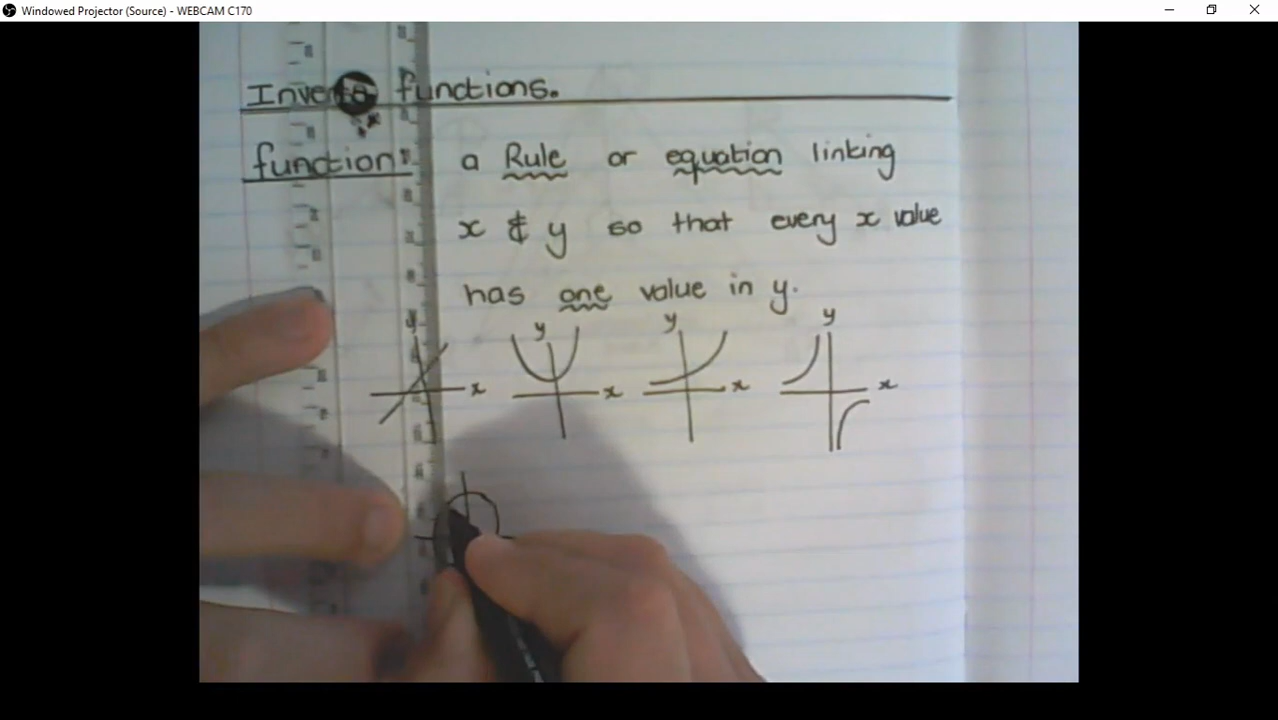 Windowed Projector (Source) - WEBCAM C170
Inverse functions.
function: a Rule or equation linking
x & y so that every x value
has one value in y.
y y y y
x x x x